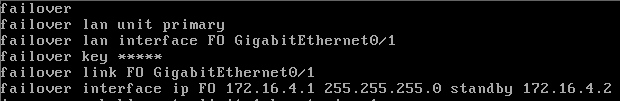 failover
failover lan unit primary
failover lan interface FO GigabitEthernet0/1
failover key *****
failover link FO GigabitEthernet0/1
failover interface ip FO 172.16.4.1 255.255.255.0 standby 172.16.4.2